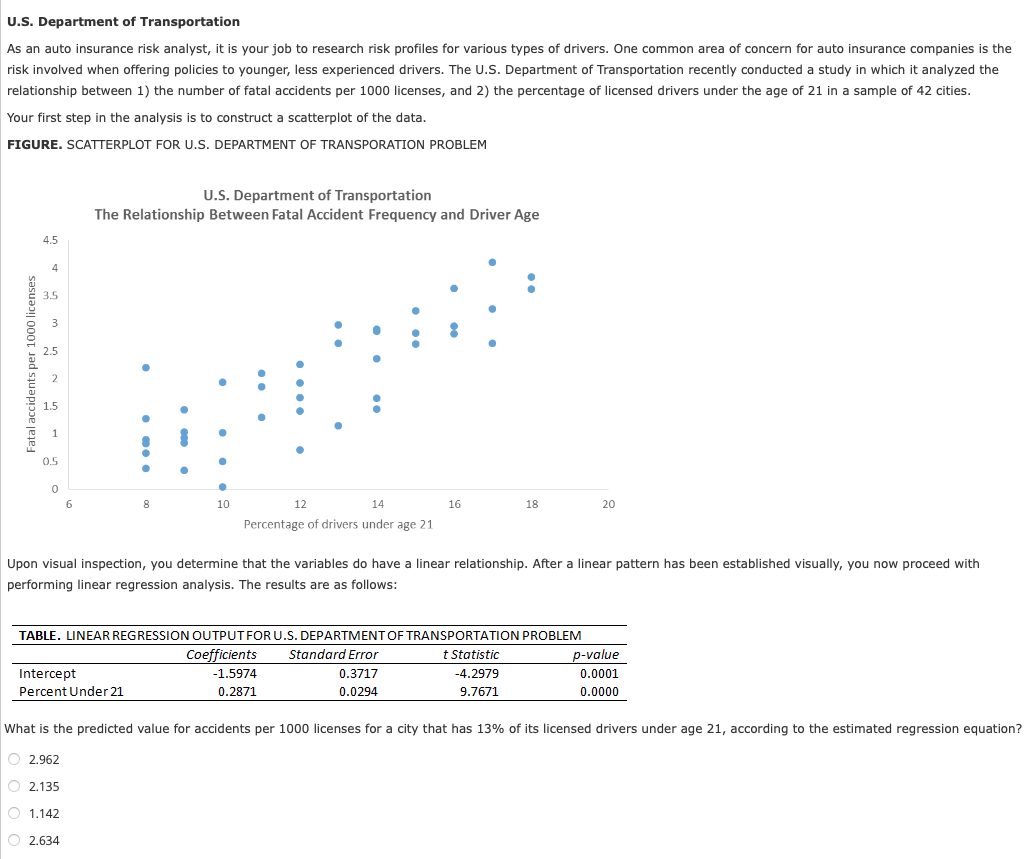 U.S. Department of Transportation
As an auto insurance risk analyst, it is your job to research risk profiles for various types of drivers. One common area of concern for auto insurance companies is the
risk involved when offering policies to younger, less experienced drivers. The U.S. Department of Transportation recently conducted a study in which it analyzed the
relationship between 1) the number of fatal accidents per 1000 licenses, and 2) the percentage of licensed drivers under the age of 21 in a sample of 42 cities.
Your first step in the analysis is to construct a scatterplot of the data.
FIGURE. SCATTERPLOT FOR U.S. DEPARTMENT OF TRANSPORATION PROBLEM
U.S. Department of Transportation
The Relationship Between Fatal Accident Frequency and Driver Age
Fatal accidents per 1000 licenses
4.5
4
3.5
3
2.5
2
1.5
1
0.5
0
6 8 10 12 14 16 18 20
Percentage of drivers under age 21
Upon visual inspection, you determine that the variables do have a linear relationship. After a linear pattern has been established visually, you now proceed with
performing linear regression analysis. The results are as follows:
TABLE. LINEAR REGRESSION OUTPUT FOR U.S. DEPARTMENT OF TRANSPORTATION PROBLEM
Coefficients Standard Error t Statistic p-value
Intercept -1.5974 0.3717 -4.2979 0.0001
Percent Under 21 0.2871 0.0294 9.7671 0.0000
What is the predicted value for accidents per 1000 licenses for a city that has 13% of its licensed drivers under age 21, according to the estimated regression equation?
2.962
2.135
1.142
2.634